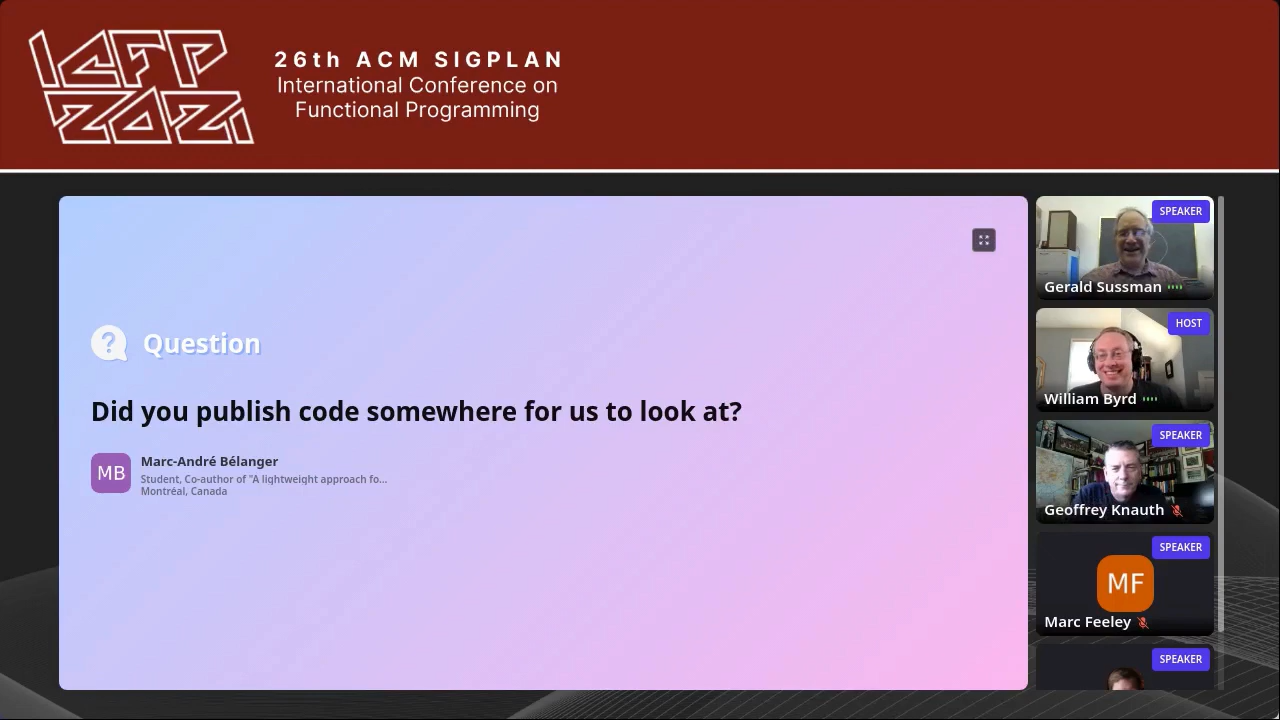 ICFP
2021
26th ACM SIGPLAN
International Conference on
Functional Programming
Question
Did you publish code somewhere for us to look at?
MB
Marc-André Bélanger
Student, Co-author of "A lightweight approach fo...
Montréal, Canada
SPEAKER
Gerald Sussman
HOST
William Byrd
SPEAKER
Geoffrey Knauth
SPEAKER
MF
Marc Feeley
SPEAKER